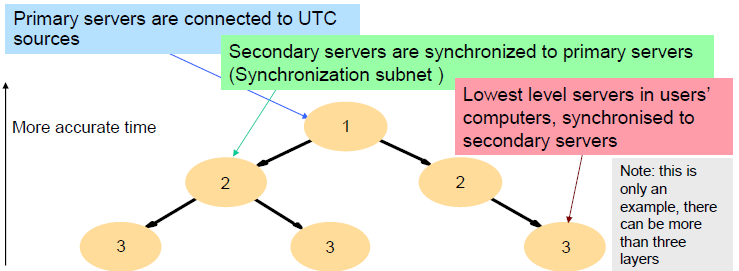 Primary servers are connected to UTC
sources
Secondary servers are synchronized to primary servers
(Synchronization subnet )
Lowest level servers in users’
computers, synchronised to
secondary servers
More accurate time
1
2
2
Note: this is
only an
example, there
can be more
than three
layers
3
3
3